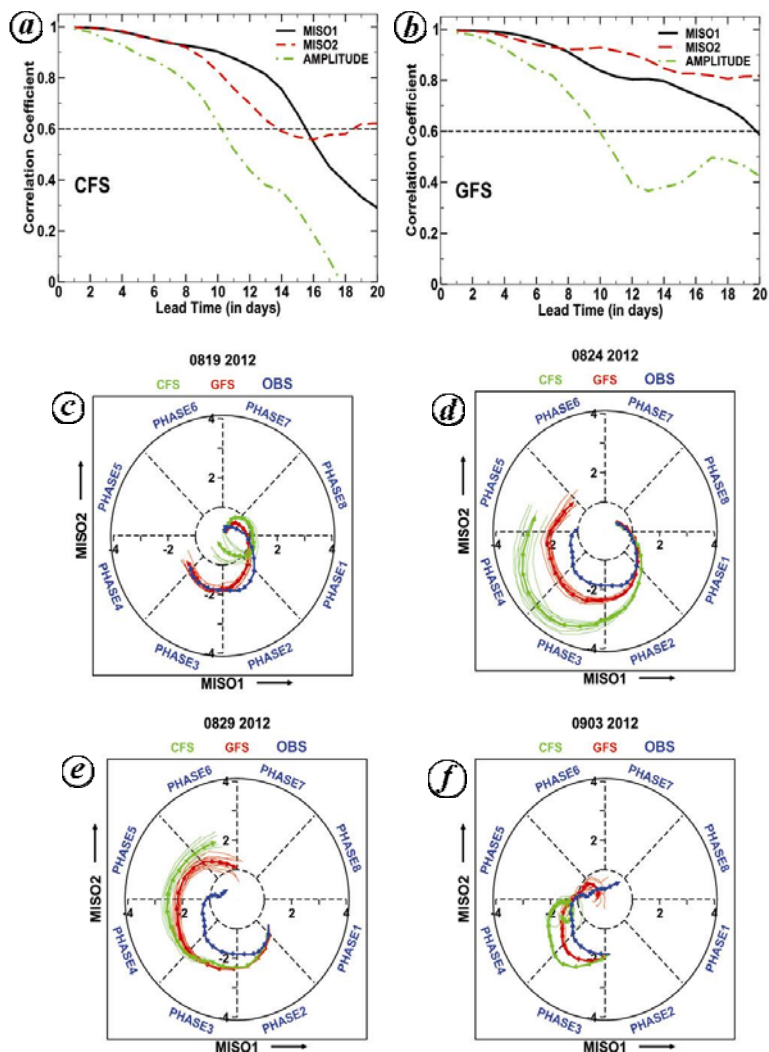 a
b
1
0.8
0.6
0.4
0.2
0
Correlation Coefficient
MISO1
MISO2
AMPLITUDE
CFS
2 4 6 8 10 12 14 16 18 20
Lead Time (in days)
1
0.8
0.6
0.4
0.2
0
Correlation Coefficient
MISO1
MISO2
AMPLITUDE
GFS
2 4 6 8 10 12 14 16 18 20
Lead Time (in days)
0819 2012
c
CFS GFS OBS
PHASE6 PHASE7
PHASE5 PHASE8
PHASE4 PHASE1
PHASE3 PHASE2
4
2
-4 -2 2 4
-2
-4
MISO2
MISO1
0824 2012
d
CFS GFS OBS
PHASE6 PHASE7
PHASE5 PHASE8
PHASE4 PHASE1
PHASE3 PHASE2
4
2
-4 2 4
-2
-4
MISO2
MISO1
0829 2012
e
CFS GFS OBS
PHASE6 PHASE7
PHASE5 PHASE8
PHASE4 PHASE1
PHASE3 PHASE2
4
2
-4 2 4
-2
-4
MISO2
MISO1
0903 2012
f
CFS GFS OBS
PHASE6 PHASE7
PHASE5 PHASE8
PHASE4 PHASE1
PHASE3 PHASE2
4
2
-4 -2 2 4
-2
-4
MISO2
MISO1